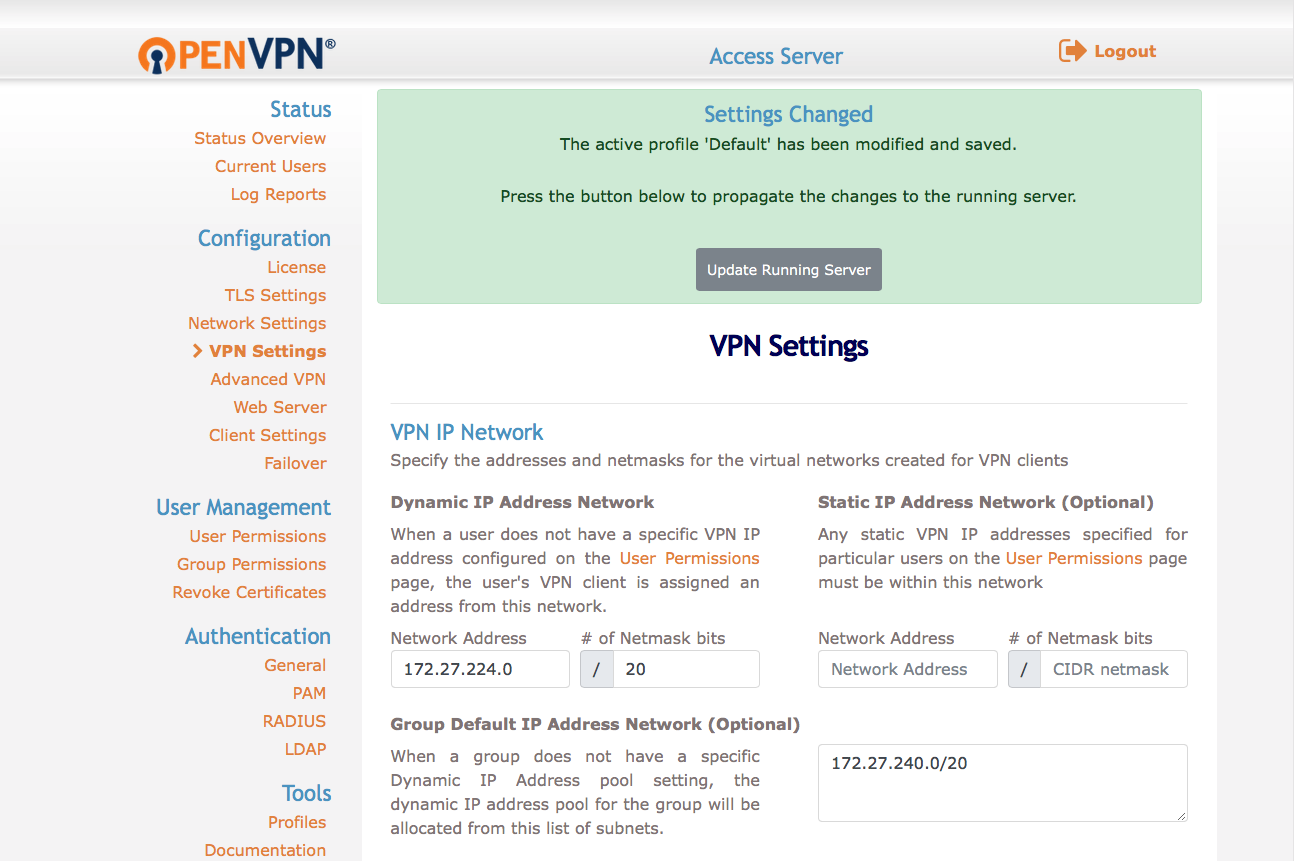 OPENVPN®
Access Server
Logout
Status
Status Overview
Current Users
Log Reports
Configuration
License
TLS Settings
Network Settings
VPN Settings
Advanced VPN
Web Server
Client Settings
Failover
User Management
User Permissions
Group Permissions
Revoke Certificates
Authentication
General
PAM
RADIUS
LDAP
Tools
Profiles
Documentation
Settings Changed
The active profile 'Default' has been modified and saved.
Press the button below to propagate the changes to the running server.
Update Running Server
VPN Settings
VPN IP Network
Specify the addresses and netmasks for the virtual networks created for VPN clients
Dynamic IP Address Network
When a user does not have a specific VPN IP
address configured on the User Permissions
page, the user's VPN client is assigned an
address from this network.
Network Address # of Netmask bits
172.27.224.0 / 20
Static IP Address Network (Optional)
Any static VPN IP addresses specified for
particular users on the User Permissions page
must be within this network
Network Address # of Netmask bits
Network Address / CIDR netmask
Group Default IP Address Network (Optional)
When a group does not have a specific
Dynamic IP Address pool setting, the
dynamic IP address pool for the group will be
allocated from this list of subnets.
172.27.240.0/20